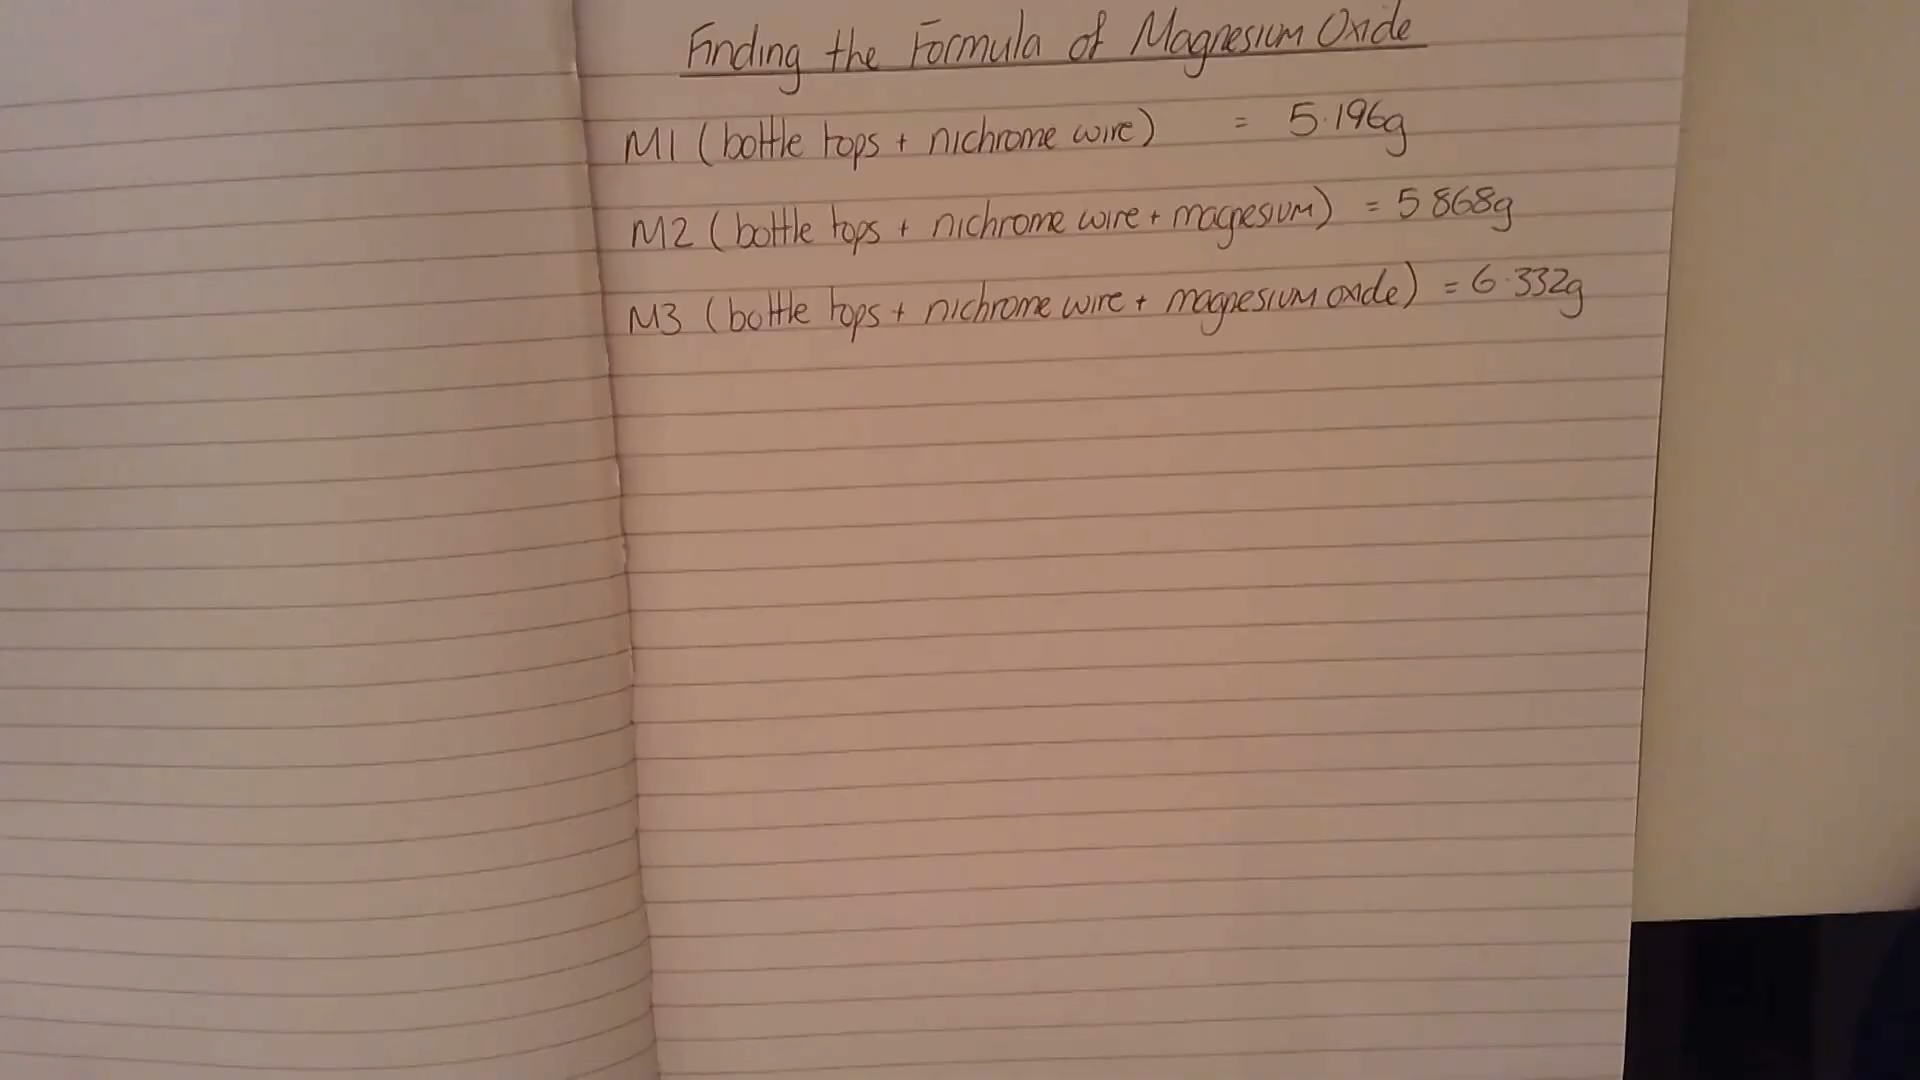 Finding the Formula of Magnesium Oxide
M1 (bottle tops + nichrome wire) = 5.196g
M2 (bottle tops + nichrome wire + magnesium) = 5.868g
M3 (bottle tops + nichrome wire + magnesium oxide) = 6.332g